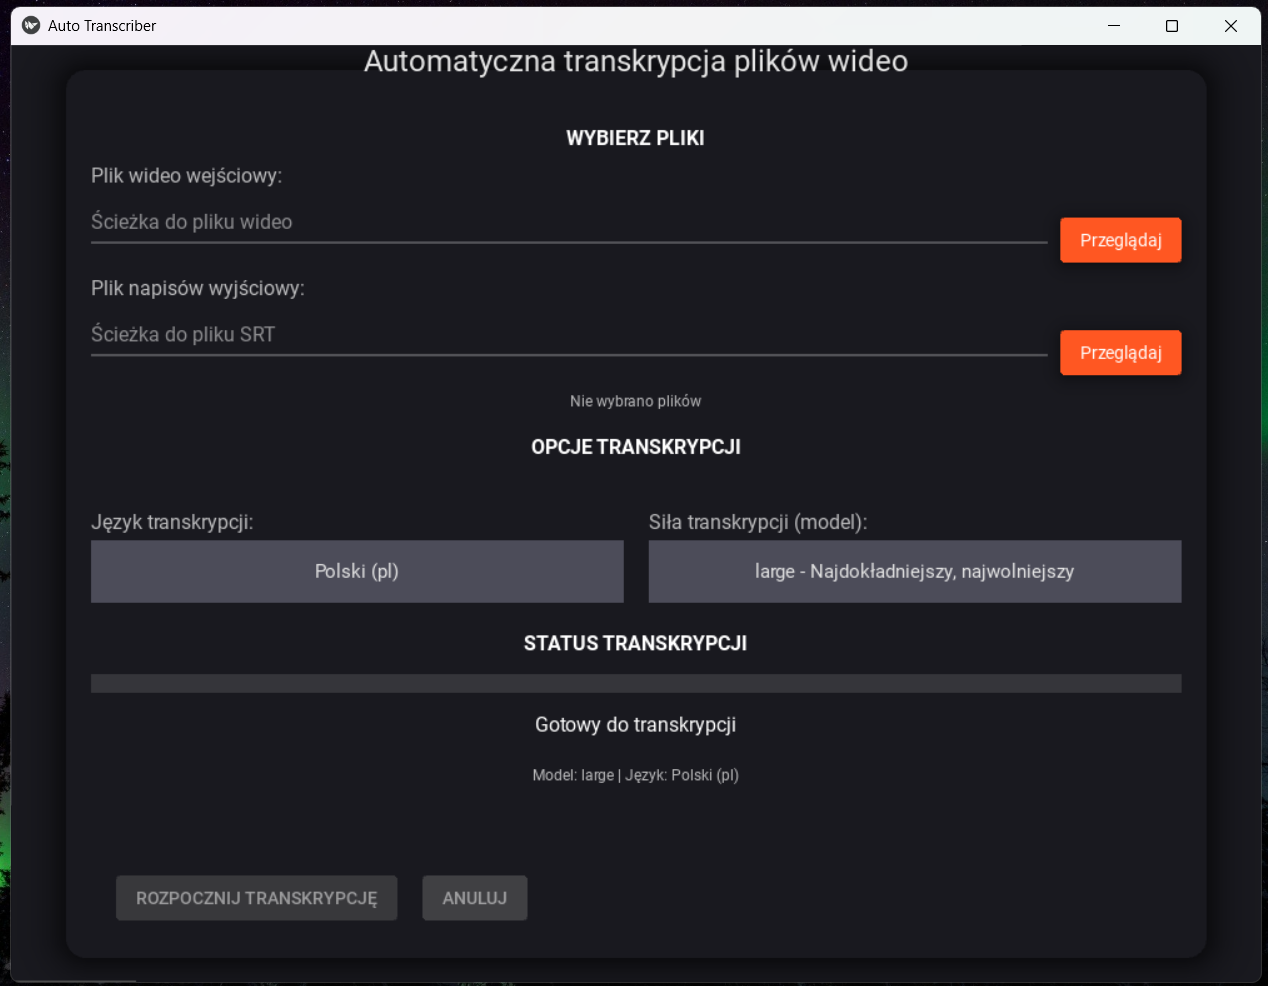 Auto Transcriber
Automatyczna transkrypcja plików wideo
WYBIERZ PLIKI
Plik wideo wejściowy:
Ścieżka do pliku wideo
Przeglądaj
Plik napisów wyjściowy:
Ścieżka do pliku SRT
Przeglądaj
Nie wybrano plików
OPCJE TRANSKRYPCJI
Język transkrypcji:
Siła transkrypcji (model):
Polski (pl)
large - Najdokładniejszy, najwolniejszy
STATUS TRANSKRYPCJI
Gotowy do transkrypcji
Model: large | Język: Polski (pl)
ROZPOCZNIJ TRANSKRYPCJĘ
ANULUJ